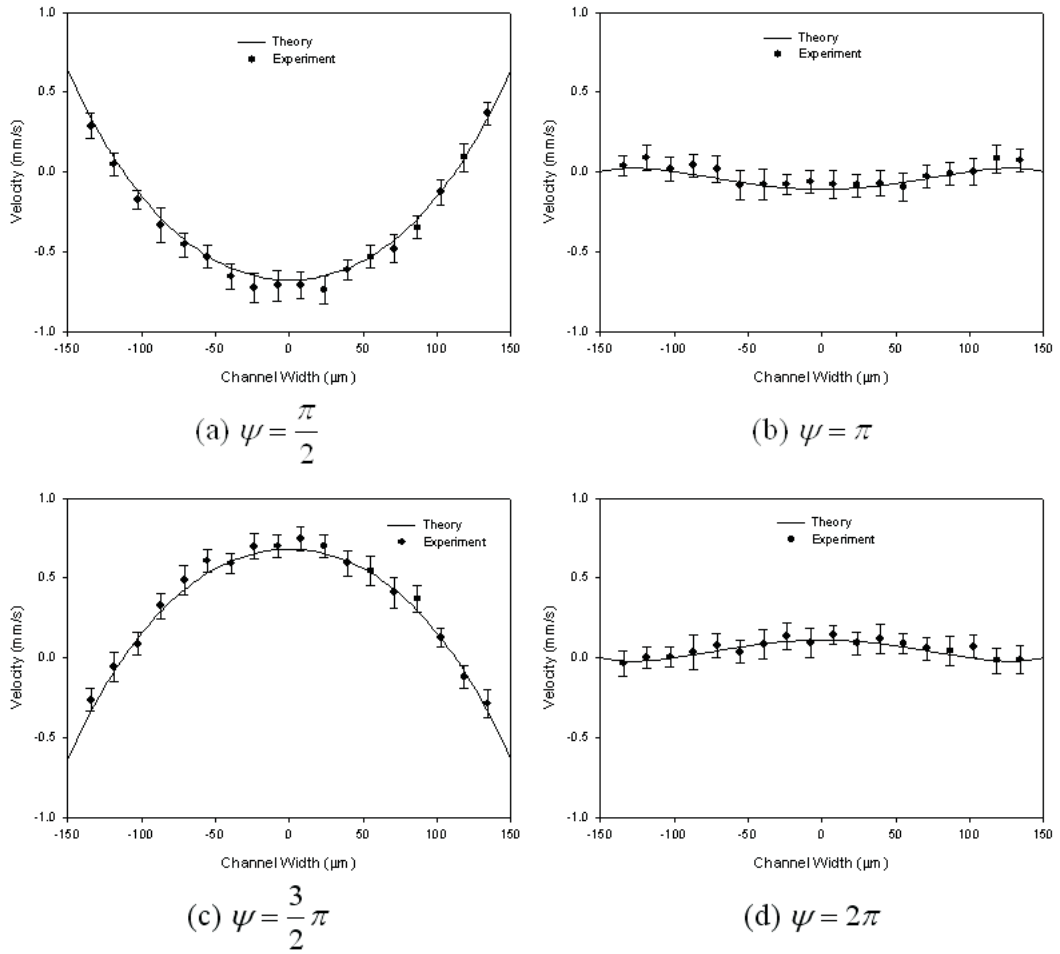 1.0
0.5
0.0
-0.5
-1.0
Velocity (mm/s)
Theory
Experiment
-150 -100 -50 0 50 100 150
Channel Width (µm)
(a) ψ = π/2
1.0
0.5
0.0
-0.5
-1.0
Velocity (mm/s)
Theory
Experiment
-150 -100 -50 0 50 100 150
Channel Width (µm)
(b) ψ = π
1.0
0.5
0.0
-0.5
-1.0
Velocity (mm/s)
Theory
Experiment
-150 -100 -50 0 50 100 150
Channel Width (µm)
(c) ψ = 3/2 π
1.0
0.5
0.0
-0.5
-1.0
Velocity (mm/s)
Theory
Experiment
-150 -100 -50 0 50 100 150
Channel Width (µm)
(d) ψ = 2π